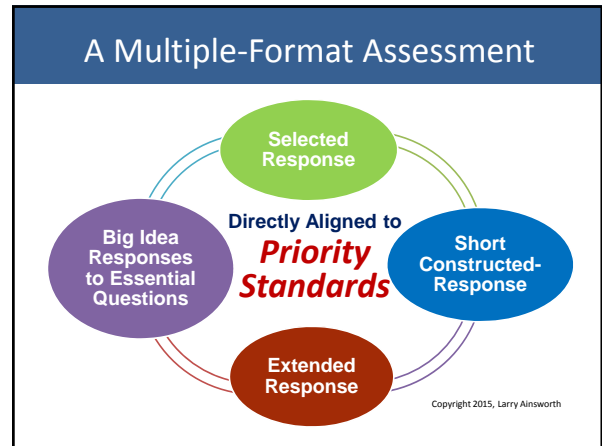 A Multiple-Format Assessment
Selected
Response
Directly Aligned to
Priority
Standards
Big Idea
Responses
to Essential
Questions
Short
Constructed-
Response
Extended
Response
Copyright 2015, Larry Ainsworth